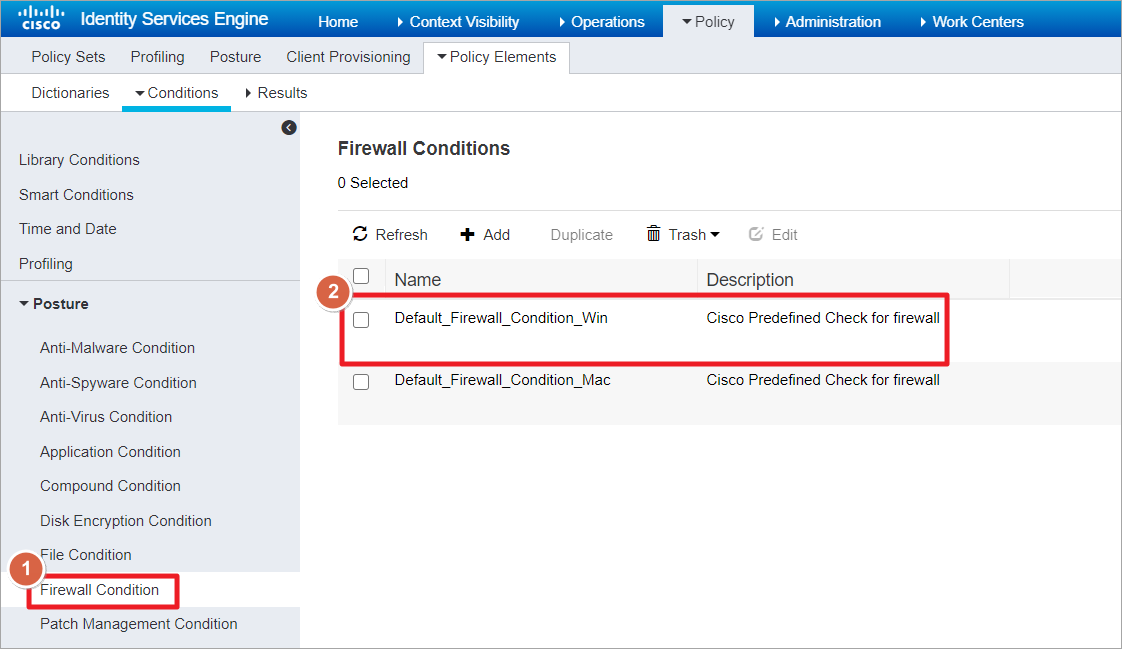 cisco Identity Services Engine Home Context Visibility Operations Policy Administration Work Centers
Policy Sets Profiling Posture Client Provisioning Policy Elements
Dictionaries Conditions Results
Library Conditions
Smart Conditions
Time and Date
Profiling
Posture
Anti-Malware Condition
Anti-Spyware Condition
Anti-Virus Condition
Application Condition
Compound Condition
Disk Encryption Condition
File Condition
1
Firewall Condition
Patch Management Condition
Firewall Conditions
0 Selected
Refresh Add Duplicate Trash Edit
Name Description
2
Default_Firewall_Condition_Win Cisco Predefined Check for firewall
Default_Firewall_Condition_Mac Cisco Predefined Check for firewall